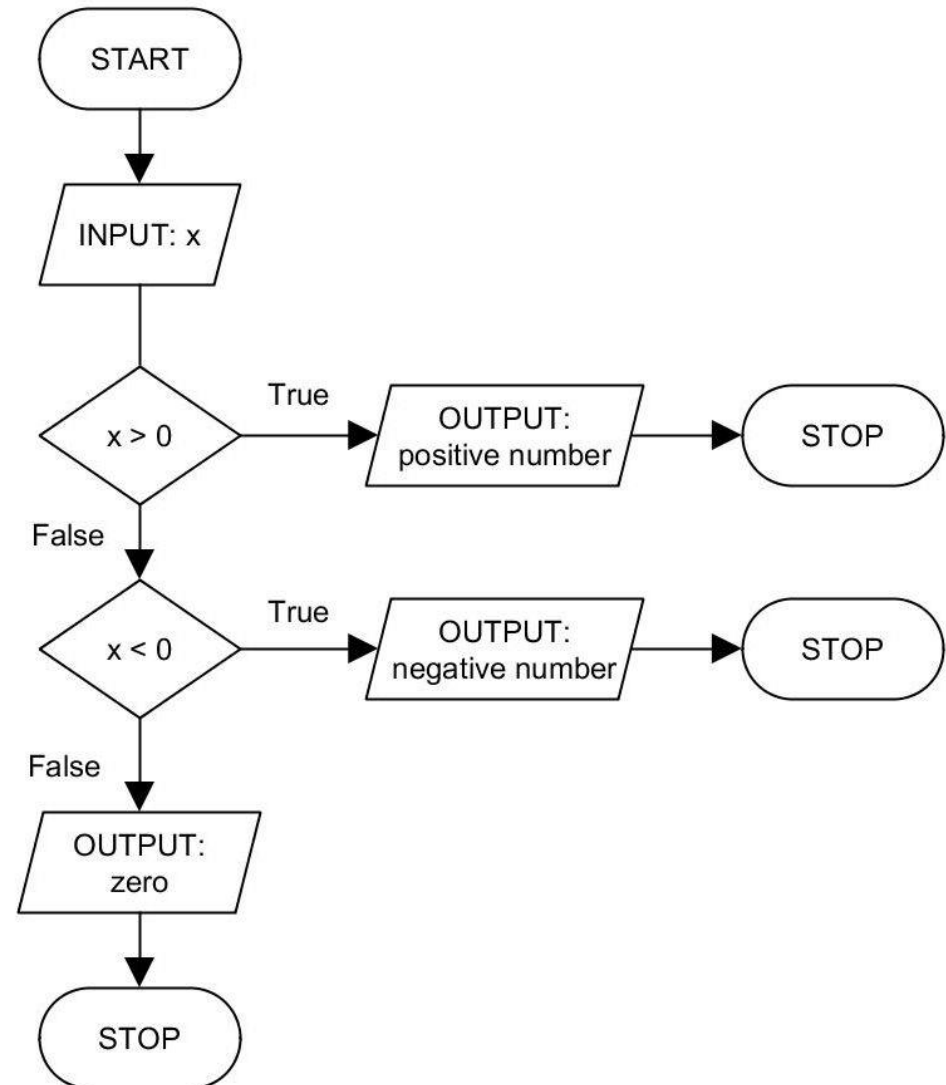 START
INPUT: x
x > 0
True
OUTPUT:
positive number
STOP
False
x < 0
True
OUTPUT:
negative number
STOP
False
OUTPUT:
zero
STOP